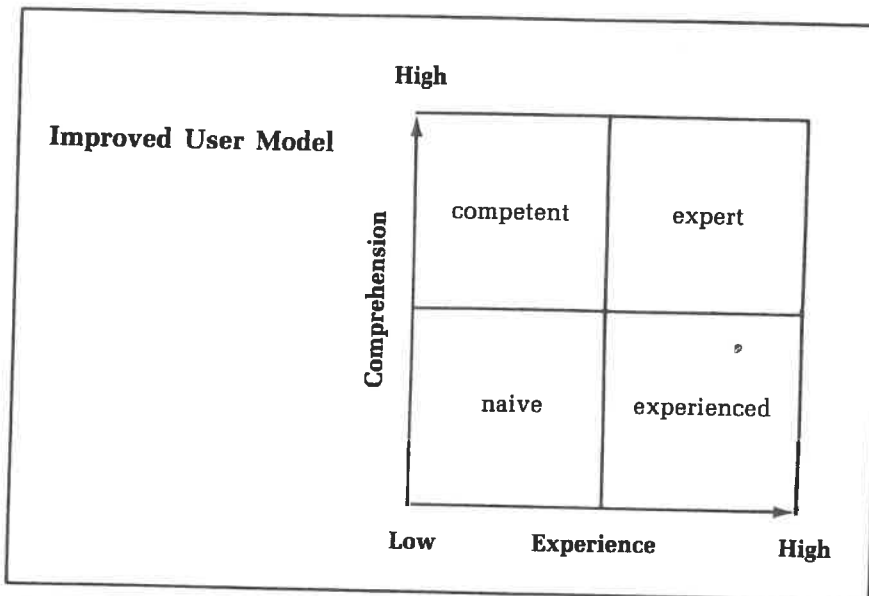 High
Improved User Model
competent expert
Comprehension
naive experienced
Low Experience High